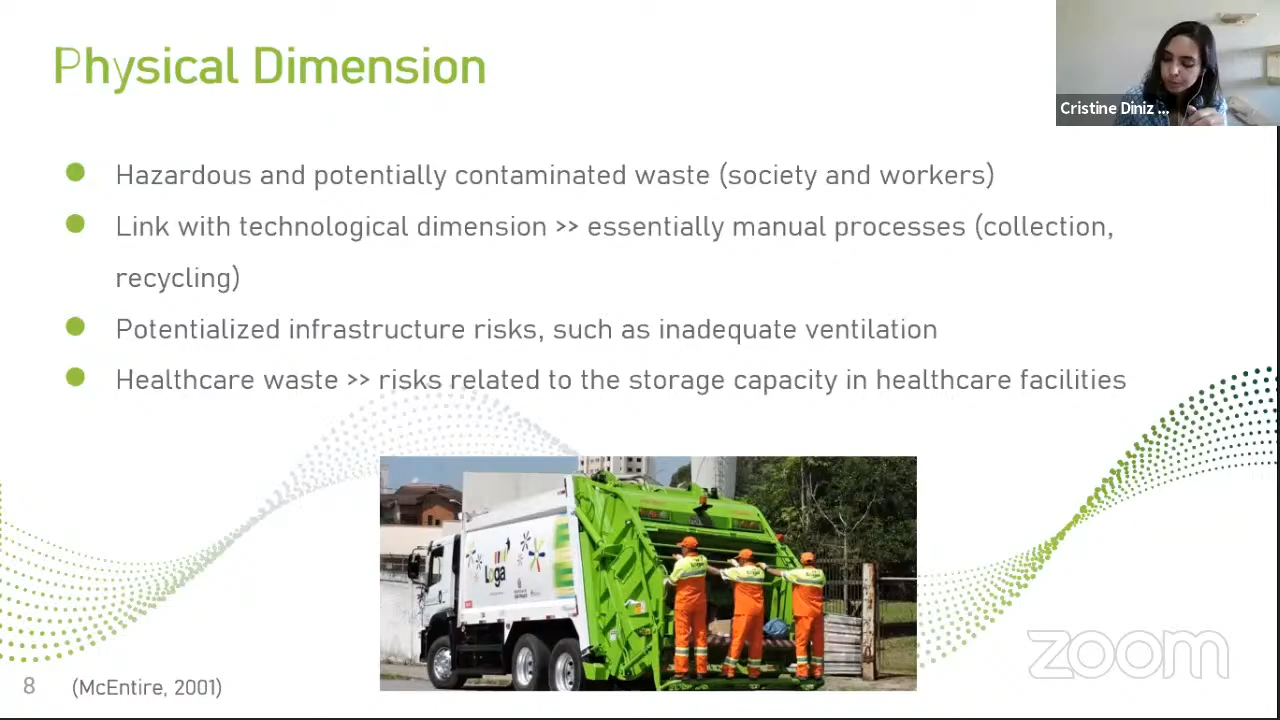 Physical Dimension
Cristine Diniz ...
Hazardous and potentially contaminated waste (society and workers)
Link with technological dimension >> essentially manual processes (collection,
recycling)
Potentialized infrastructure risks, such as inadequate ventilation
Healthcare waste >> risks related to the storage capacity in healthcare facilities
Loga
zoom
8 (McEntire, 2001)